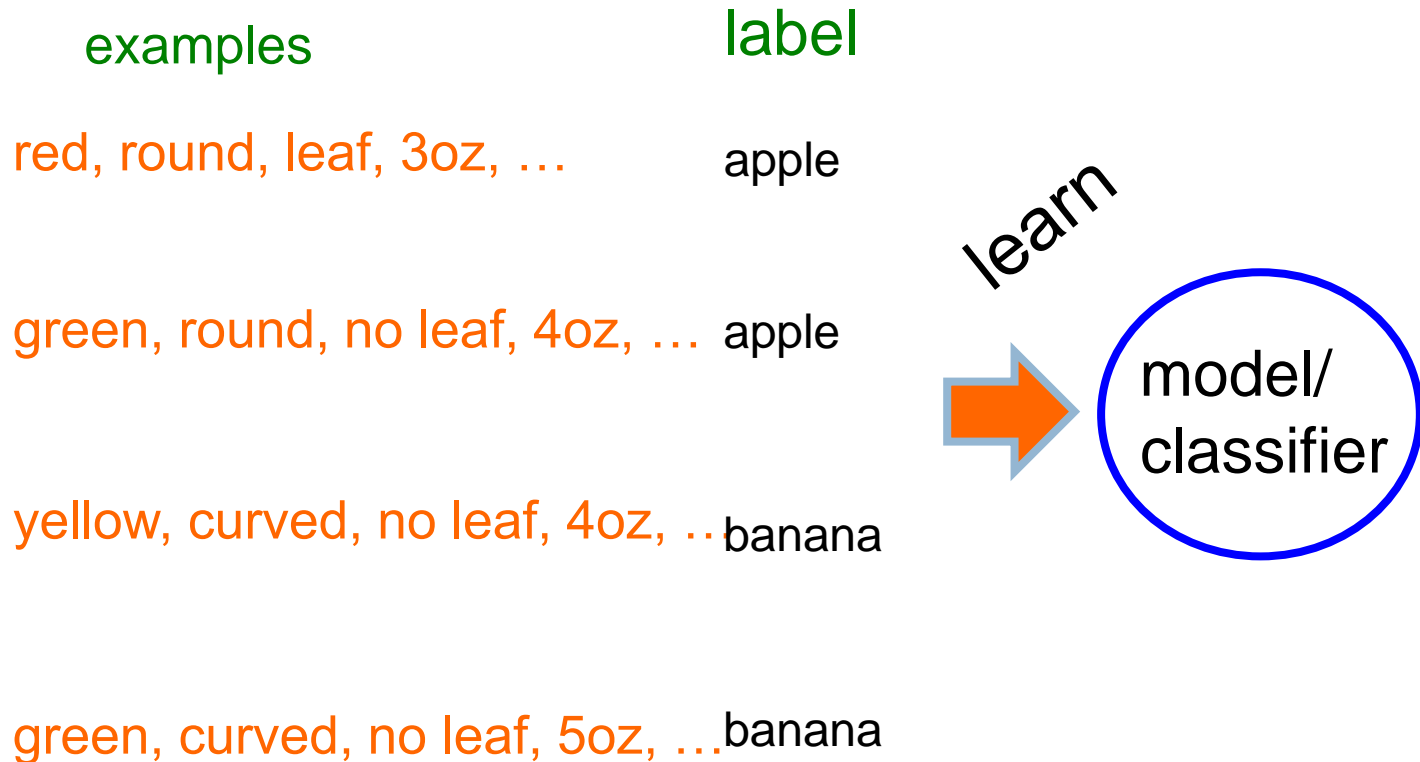 examples
label
red, round, leaf, 3oz, …
apple
green, round, no leaf, 4oz, …
apple
yellow, curved, no leaf, 4oz, …
banana
green, curved, no leaf, 5oz, …
banana
learn
model/
classifier